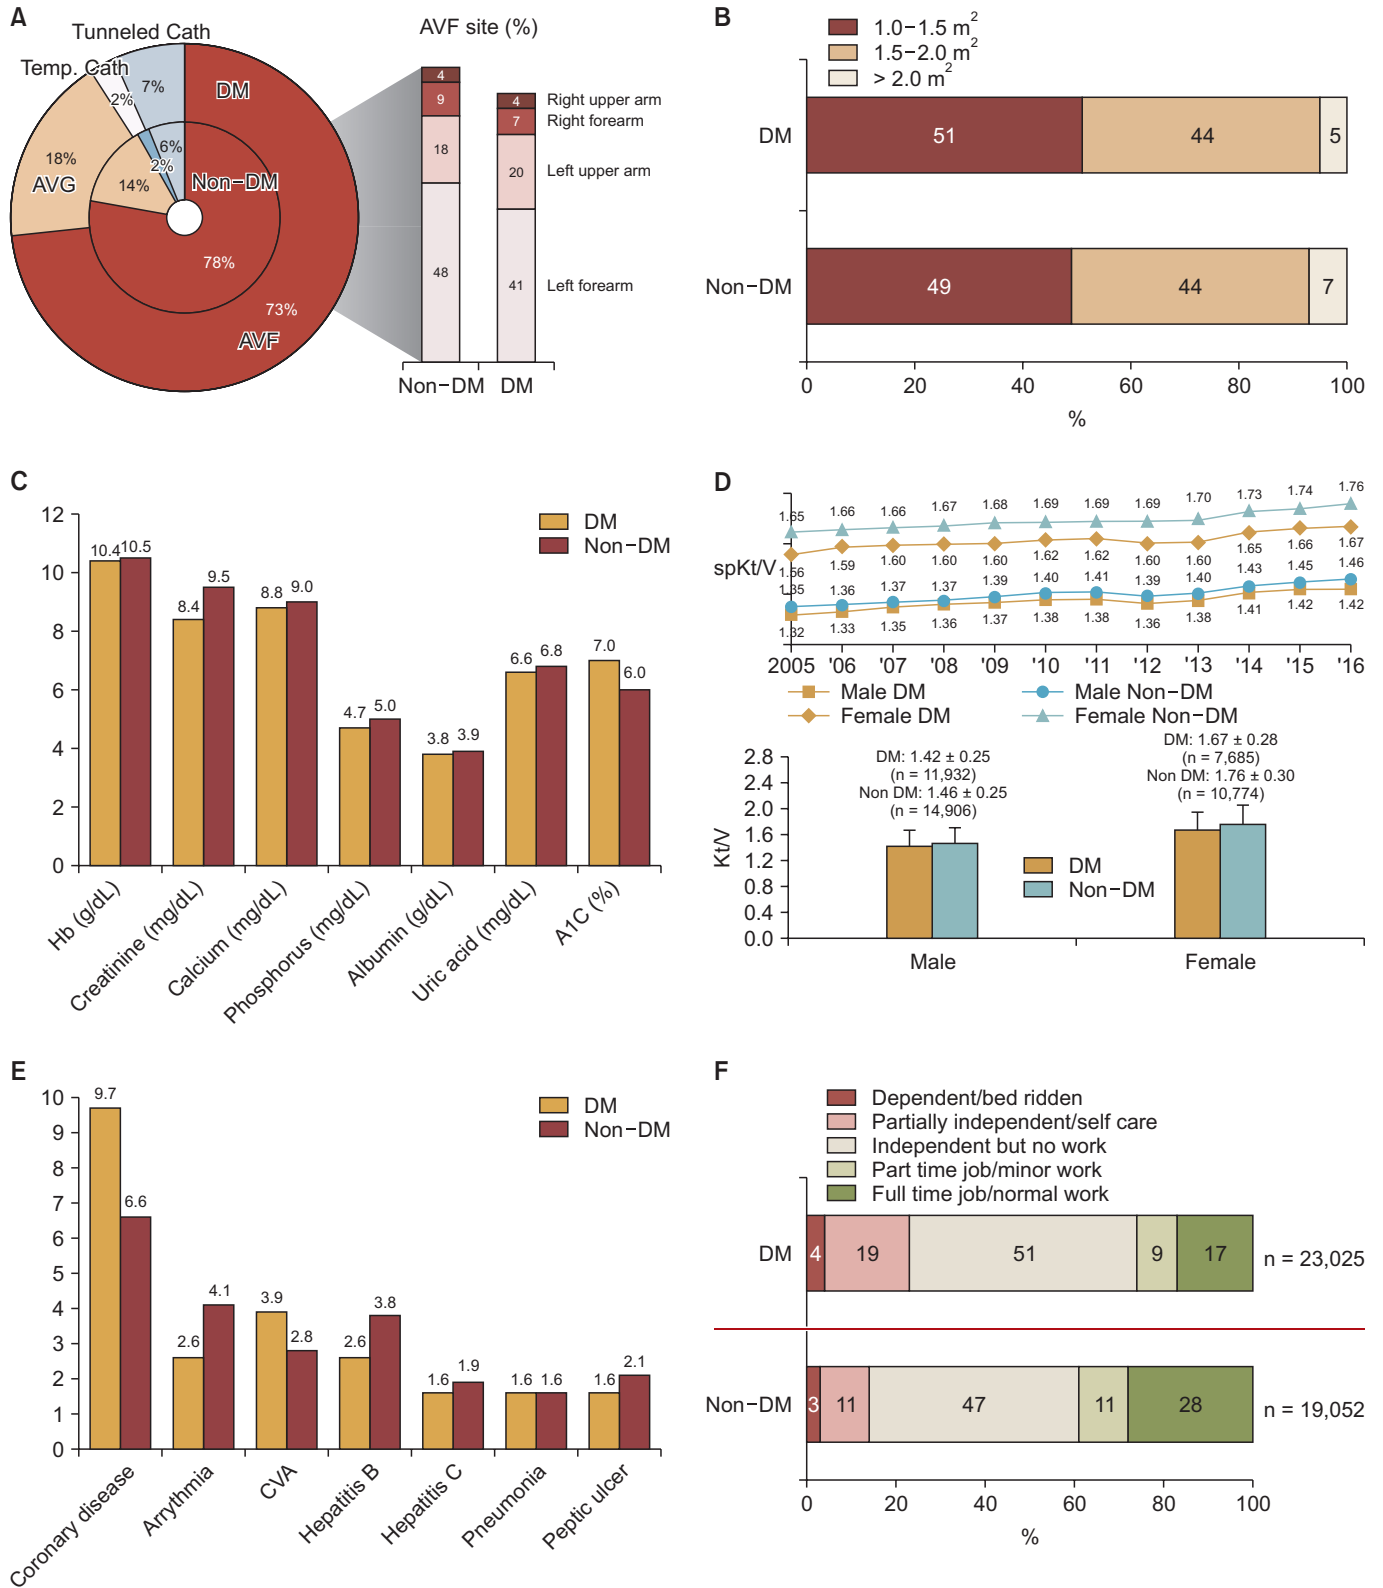 A
Tunneled Cath
Temp. Cath
7%
2%
DM
6%
2%
18%
AVG
14%
Non−DM
78%
73%
AVF
AVF site (%)
4
9
18
48
4
7
20
41
Right upper arm
Right forearm
Left upper arm
Left forearm
Non−DM DM
B
1.0−1.5 m2
1.5−2.0 m2
> 2.0 m2
DM 51 44 5
Non−DM 49 44 7
0 20 40 60 80 100
%
C
DM
Non−DM
12
10
8
6
4
2
0
10.4 10.5
8.4 9.5
8.8 9.0
4.7 5.0
3.8 3.9
6.6 6.8
7.0 6.0
Hb (g/dL)
Creatinine (mg/dL)
Calcium (mg/dL)
Phosphorus (mg/dL)
Albumin (g/dL)
Uric acid (mg/dL)
A1C (%)
D
spKt/V
1.65 1.66 1.66 1.67 1.68 1.69 1.69 1.69 1.70 1.73 1.74 1.76
1.56 1.59 1.60 1.60 1.60 1.62 1.62 1.60 1.60 1.65 1.66 1.67
1.35 1.36 1.37 1.37 1.39 1.40 1.41 1.39 1.40 1.43 1.45 1.46
1.32 1.33 1.35 1.36 1.37 1.38 1.38 1.36 1.38 1.41 1.42 1.42
2005 '06 '07 '08 '09 '10 '11 '12 '13 '14 '15 '16
Male DM Male Non−DM
Female DM Female Non−DM
Kt/V
2.8
2.4
2.0
1.6
1.2
0.8
0.4
0.0
DM: 1.42 ± 0.25
(n = 11,932)
Non DM: 1.46 ± 0.25
(n = 14,906)
DM: 1.67 ± 0.28
(n = 7,685)
Non DM: 1.76 ± 0.30
(n = 10,774)
DM
Non−DM
Male Female
E
DM
Non−DM
10
9
8
7
6
5
4
3
2
1
0
9.7 6.6
2.6 4.1
3.9 2.8
2.6 3.8
1.6 1.9
1.6 1.6
1.6 2.1
Coronary disease
Arrythmia
CVA
Hepatitis B
Hepatitis C
Pneumonia
Peptic ulcer
F
Dependent/bed ridden
Partially independent/self care
Independent but no work
Part time job/minor work
Full time job/normal work
DM 4 19 51 9 17 n = 23,025
Non−DM 3 11 47 11 28 n = 19,052
0 20 40 60 80 100
%